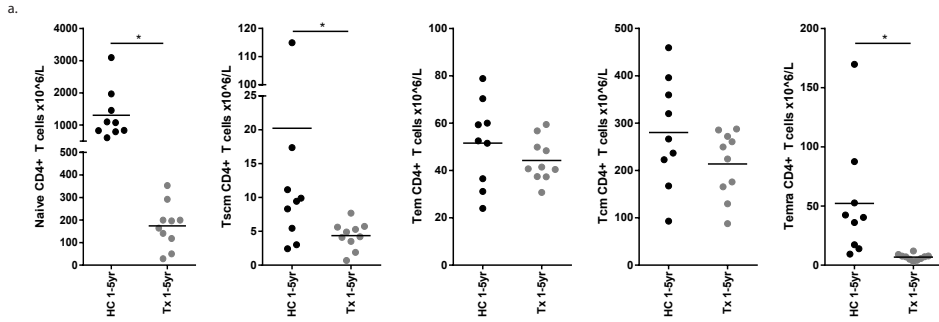 a.
Naive CD4+ T cells x10^6/L
4000
3000
2000
1000
500
400
300
200
100
0
*
HC 1-5yr
Tx 1-5yr
Tscm CD4+ T cells x10^6/L
120
110
100
25
20
15
10
5
0
*
HC 1-5yr
Tx 1-5yr
Tem CD4+ T cells x10^6/L
100
80
60
40
20
0
HC 1-5yr
Tx 1-5yr
Tcm CD4+ T cells x10^6/L
500
400
300
200
100
0
HC 1-5yr
Tx 1-5yr
Temra CD4+ T cells x10^6/L
200
150
100
50
0
*
HC 1-5yr
Tx 1-5yr